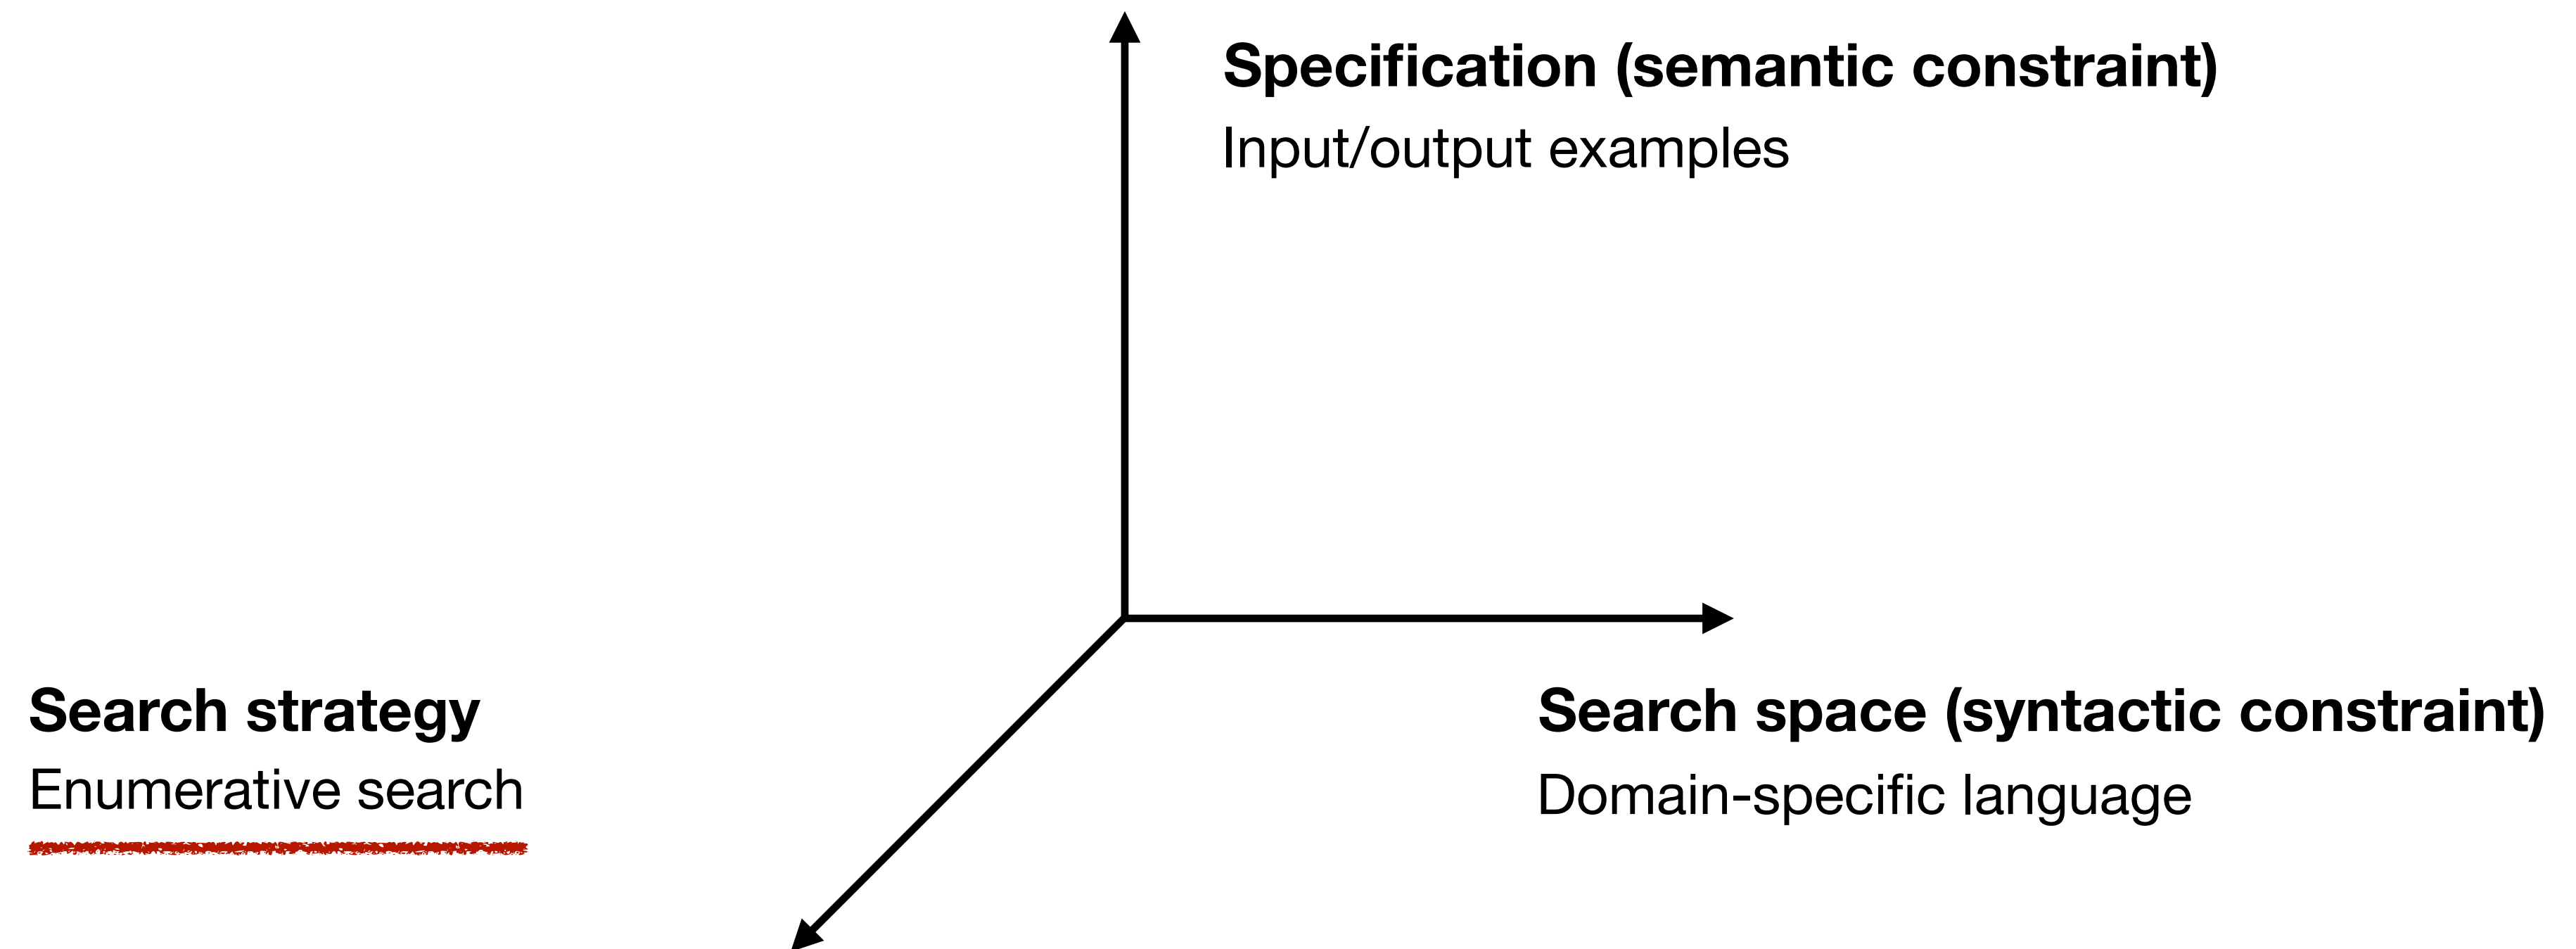 Specification (semantic constraint)
Input/output examples
Search strategy
Enumerative search
Search space (syntactic constraint)
Domain-specific language